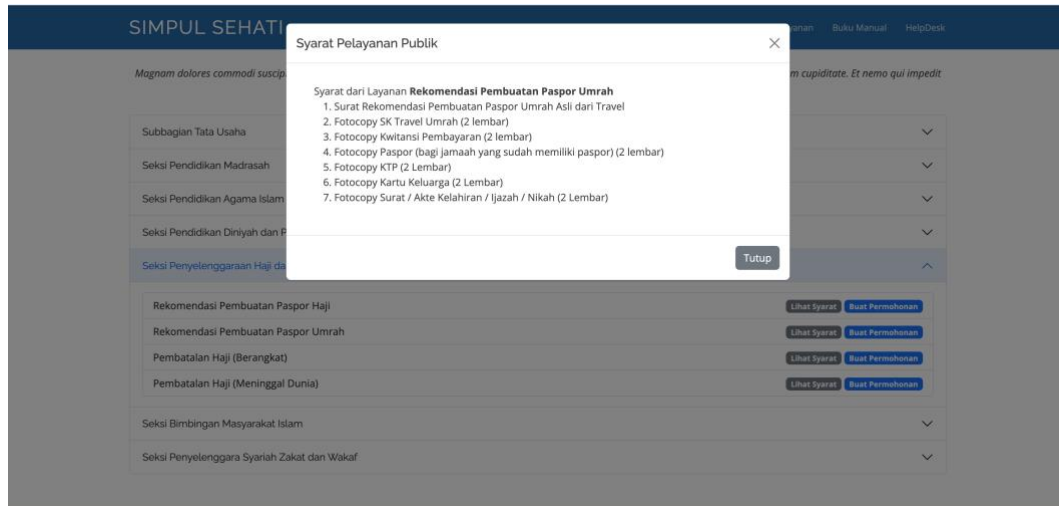 SIMPUL SEHATI
Buku Manual
HelpDesk
Syarat Pelayanan Publik
Magnam dolores commodi suscip
m cupiditate. Et nemo qui impedit
Syarat dari Layanan Rekomendasi Pembuatan Paspor Umrah
1. Surat Rekomendasi Pembuatan Paspor Umrah Asli dari Travel
2. Fotocopy SK Travel Umrah (2 lembar)
3. Fotocopy Kwitansi Pembayaran (2 lembar)
4. Fotocopy Paspor (bagi jamaah yang sudah memiliki paspor) (2 lembar)
5. Fotocopy KTP (2 Lembar)
6. Fotocopy Kartu Keluarga (2 Lembar)
7. Fotocopy Surat / Akte Kelahiran / Ijazah / Nikah (2 Lembar)
Tutup
Subbagian Tata Usaha
Seksi Pendidikan Madrasah
Seksi Pendidikan Agama Islam
Seksi Pendidikan Diniyah dan P
Seksi Penyelenggaraan Haji da
Rekomendasi Pembuatan Paspor Haji Lihat Syarat Buat Permohonan
Rekomendasi Pembuatan Paspor Umrah Lihat Syarat Buat Permohonan
Pembatalan Haji (Berangkat) Lihat Syarat Buat Permohonan
Pembatalan Haji (Meninggal Dunia) Lihat Syarat Buat Permohonan
Seksi Bimbingan Masyarakat Islam
Seksi Penyelenggara Syariah Zakat dan Wakaf